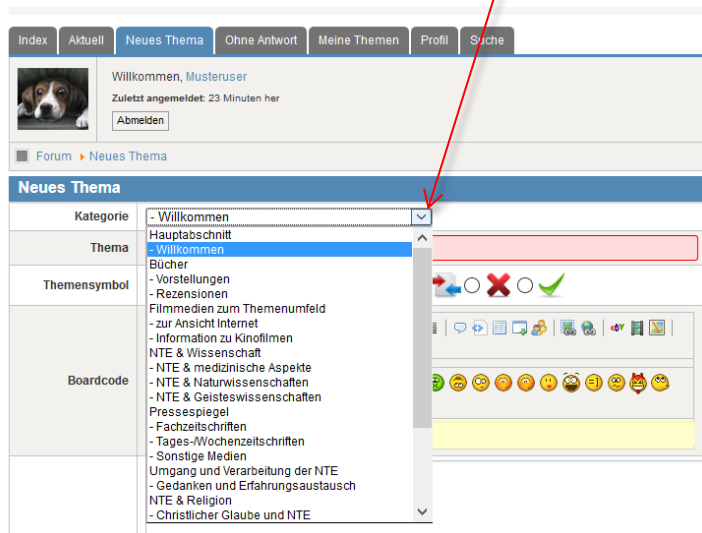 Index Aktuell Neues Thema Ohne Antwort Meine Themen Profil Suche
Willkommen, Musteruser
Zuletzt angemeldet: 23 Minuten her
Abmelden
Forum Neues Thema
Neues Thema
Kategorie - Willkommen
Hauptabschnitt
Thema - Willkommen
Bücher
Themensymbol - Vorstellungen
- Rezensionen
Filmmedien zum Themenumfeld
- zur Ansicht Internet
- Information zu Kinofilmen
NTE & Wissenschaft
- NTE & medizinische Aspekte
Boardcode - NTE & Naturwissenschaften
- NTE & Geisteswissenschaften
Pressespiegel
- Fachzeitschriften
- Tages-/Wochenzeitschriften
- Sonstige Medien
Umgang und Verarbeitung der NTE
- Gedanken und Erfahrungsaustausch
NTE & Religion
- Christlicher Glaube und NTE